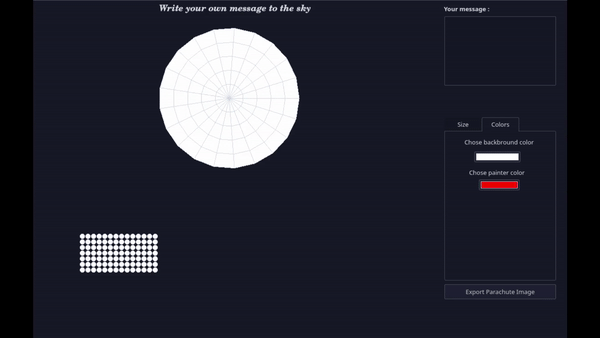 Write your own message to the sky
Your message :
Size
Colors
Chose backbround color
Chose painter color
Export Parachute Image